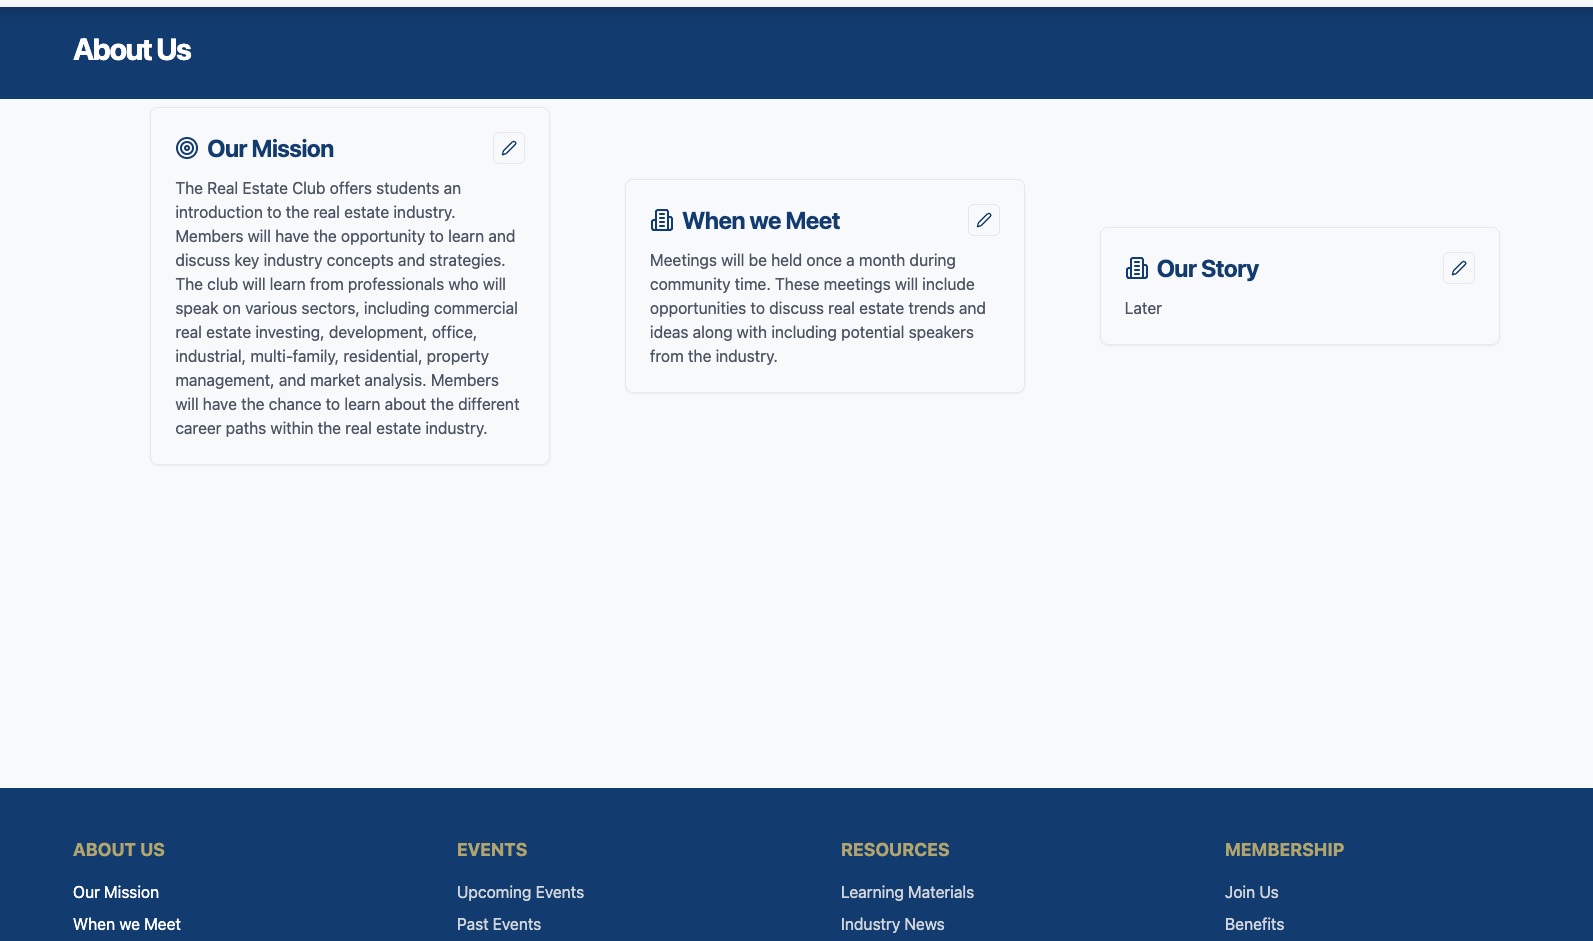 About Us
Our Mission
The Real Estate Club offers students an
introduction to the real estate industry.
Members will have the opportunity to learn and
discuss key industry concepts and strategies.
The club will learn from professionals who will
speak on various sectors, including commercial
real estate investing, development, office,
industrial, multi-family, residential, property
management, and market analysis. Members
will have the chance to learn about the different
career paths within the real estate industry.
When we Meet
Meetings will be held once a month during
community time. These meetings will include
opportunities to discuss real estate trends and
ideas along with including potential speakers
from the industry.
Our Story
Later
ABOUT US
Our Mission
When we Meet
EVENTS
Upcoming Events
Past Events
RESOURCES
Learning Materials
Industry News
MEMBERSHIP
Join Us
Benefits